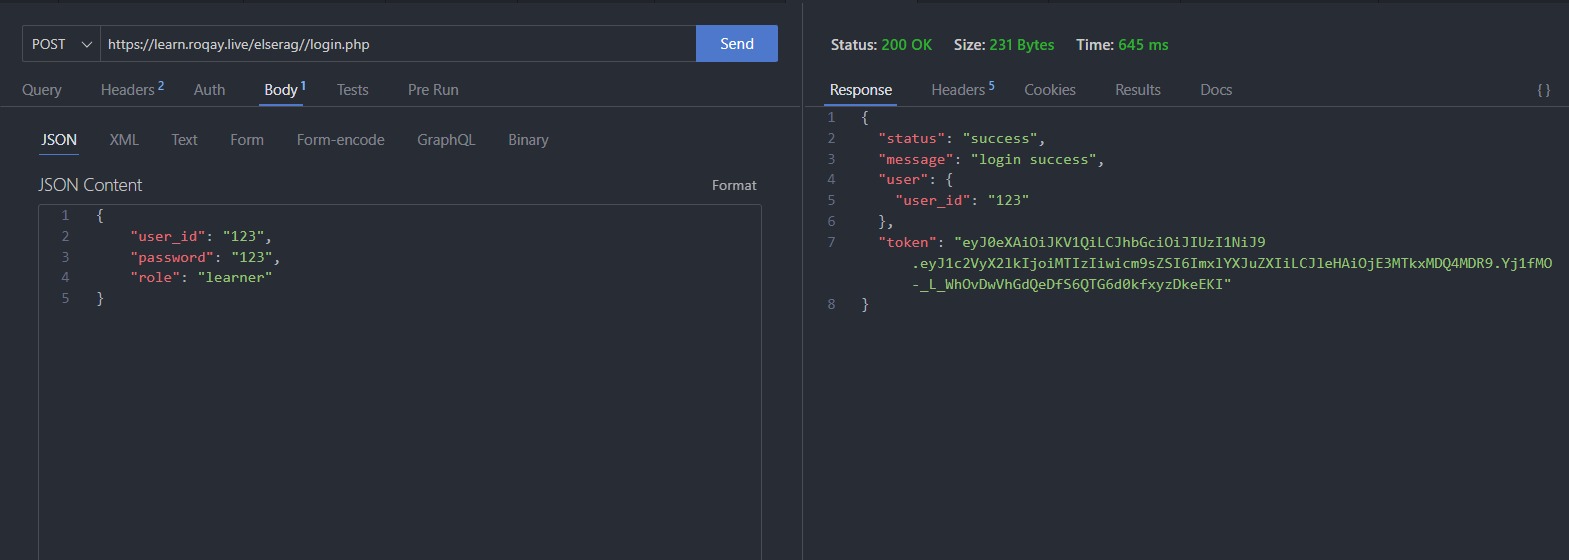 POST https://learn.roqay.live/elserag//login.php Send
Query Headers 2 Auth Body 1 Tests Pre Run
JSON XML Text Form Form-encode GraphQL Binary
JSON Content Format
1 {
2 "user_id": "123",
3 "password": "123",
4 "role": "learner"
5 }
Status: 200 OK Size: 231 Bytes Time: 645 ms
Response Headers 5 Cookies Results Docs { }
1 {
2 "status": "success",
3 "message": "login success",
4 "user": {
5 "user_id": "123"
6 },
7 "token": "eyJ0eXAiOiJKV1QiLCJhbGciOiJIUzI1NiJ9
.eyJ1c2VyX2lkIjoiMTIzIiwicm9sZSI6ImxlYXJuZXIiLCJleHAiOjE3MTkxMDQ4MDR9.Yj1fMO
-_L_WhOvDwVhGdQeDfS6QTG6d0kfxyzDkeEKI"
8 }